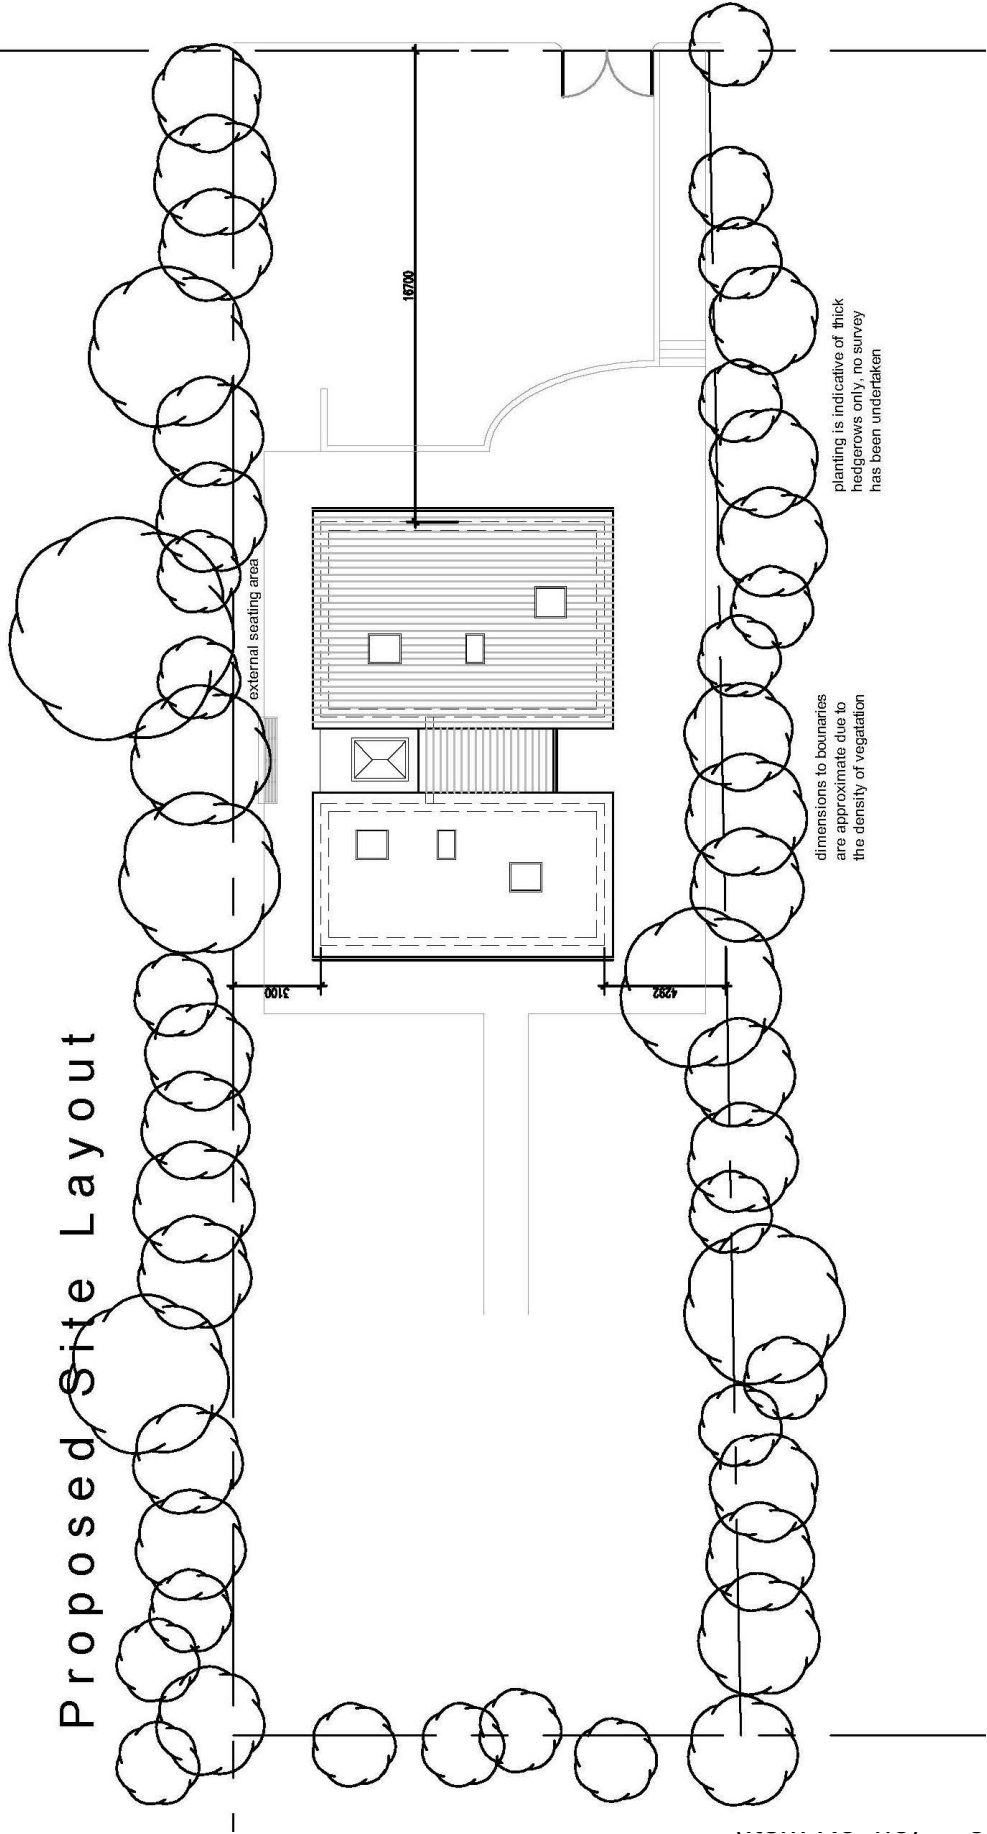 Proposed Site Layout
external seating area
16700
3100
4292
planting is indicative of thick
hedgerows only, no survey
has been undertaken
dimensions to bounaries
are approximate due to
the density of vegatation